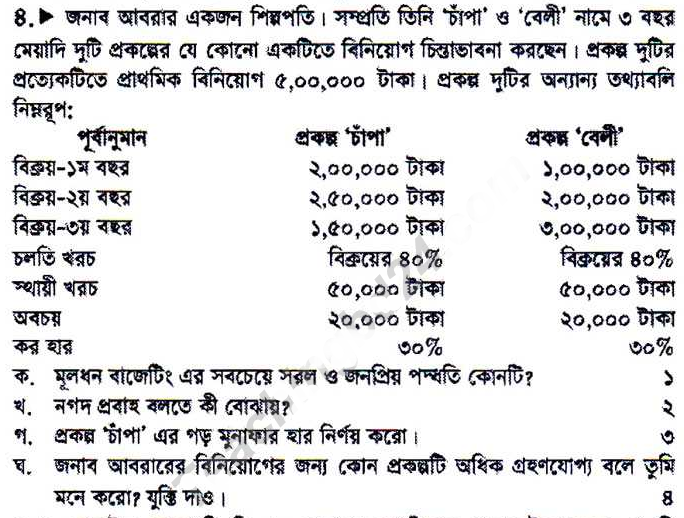 ৪.▶ জনাব আবরার একজন শিল্পপতি। সম্প্রতি তিনি ‘চাঁপা’ ও ‘বেলী’ নামে ৩ বছর
মেয়াদি দুটি প্রকল্পের যে কোনো একটিতে বিনিয়োগ চিন্তাভাবনা করছেন। প্রকল্প দুটির
প্রত্যেকটিতে প্রাথমিক বিনিয়োগ ৫,০০,০০০ টাকা। প্রকল্প দুটির অন্যান্য তথ্যাবলি
নিম্নরূপ:
পূর্বানুমান প্রকল্প ‘চাঁপা’ প্রকল্প ‘বেলী’
বিক্রয়-১ম বছর ২,০০,০০০ টাকা ১,০০,০০০ টাকা
বিক্রয়-২য় বছর ২,৫০,০০০ টাকা ২,০০,০০০ টাকা
বিক্রয়-৩য় বছর ১,৫০,০০০ টাকা ৩,০০,০০০ টাকা
চলতি খরচ বিক্রয়ের ৪০% বিক্রয়ের ৪০%
স্থায়ী খরচ ৫০,০০০ টাকা ৫০,০০০ টাকা
অবচয় ২০,০০০ টাকা ২০,০০০ টাকা
কর হার ৩০% ৩০%
ক. মূলধন বাজেটিং এর সবচেয়ে সরল ও জনপ্রিয় পদ্ধতি কোনটি? ১
খ. নগদ প্রবাহ বলতে কী বোঝায়? ২
গ. প্রকল্প ‘চাঁপা’ এর গড় মুনাফার হার নির্ণয় করো। ৩
ঘ. জনাব আবরারের বিনিয়োগের জন্য কোন প্রকল্পটি অধিক গ্রহণযোগ্য বলে তুমি
মনে করো? যুক্তি দাও। ৪